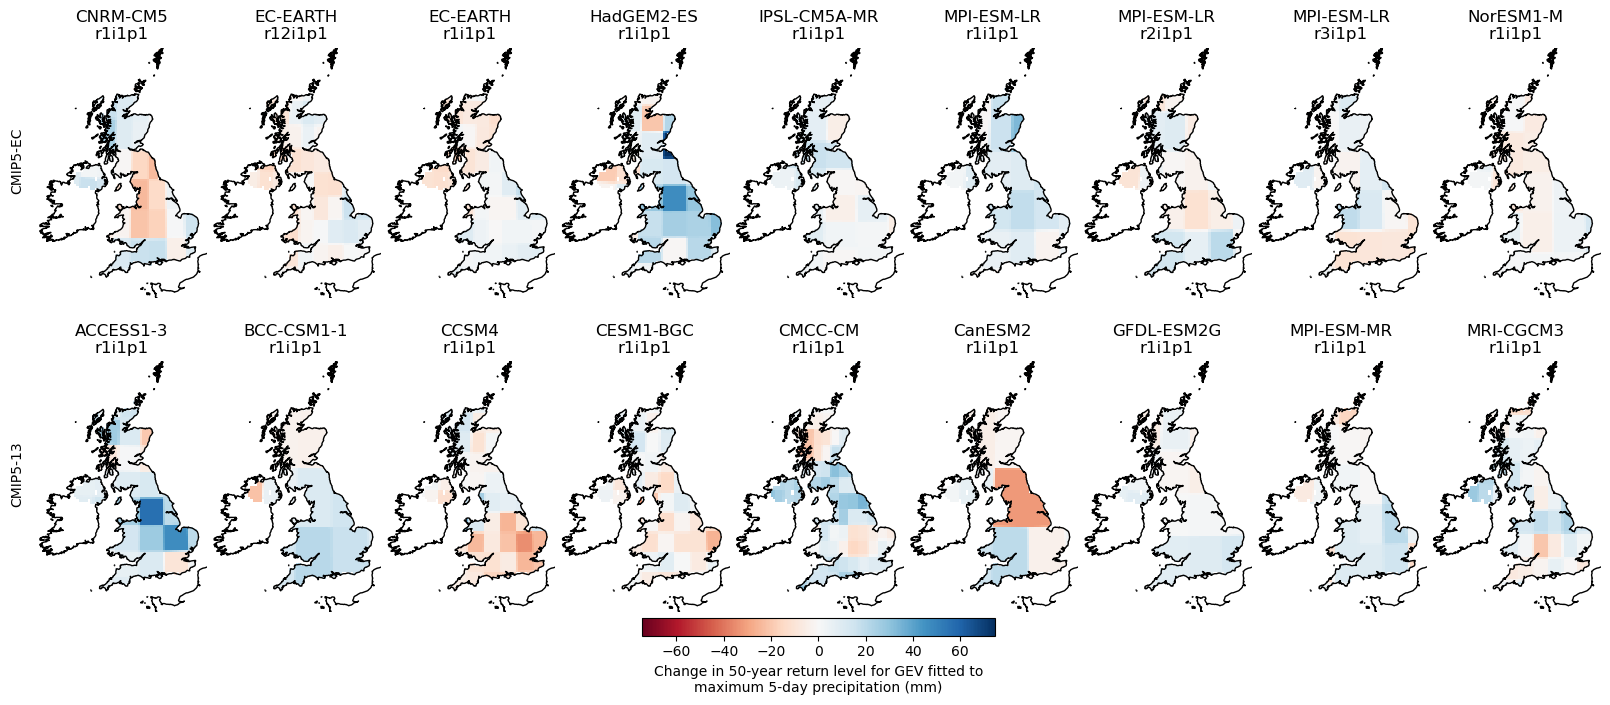 CNRM-CM5 EC-EARTH EC-EARTH HadGEM2-ES IPSL-CM5A-MR MPI-ESM-LR MPI-ESM-LR MPI-ESM-LR NorESM1-M
r1i1p1 r12i1p1 r1i1p1 r1i1p1 r1i1p1 r1i1p1 r2i1p1 r3i1p1 r1i1p1
CMIP5-EC
ACCESS1-3 BCC-CSM1-1 CCSM4 CESM1-BGC CMCC-CM CanESM2 GFDL-ESM2G MPI-ESM-MR MRI-CGCM3
r1i1p1 r1i1p1 r1i1p1 r1i1p1 r1i1p1 r1i1p1 r1i1p1 r1i1p1 r1i1p1
CMIP5-13
−60 −40 −20 0 20 40 60
Change in 50-year return level for GEV fitted to
maximum 5-day precipitation (mm)